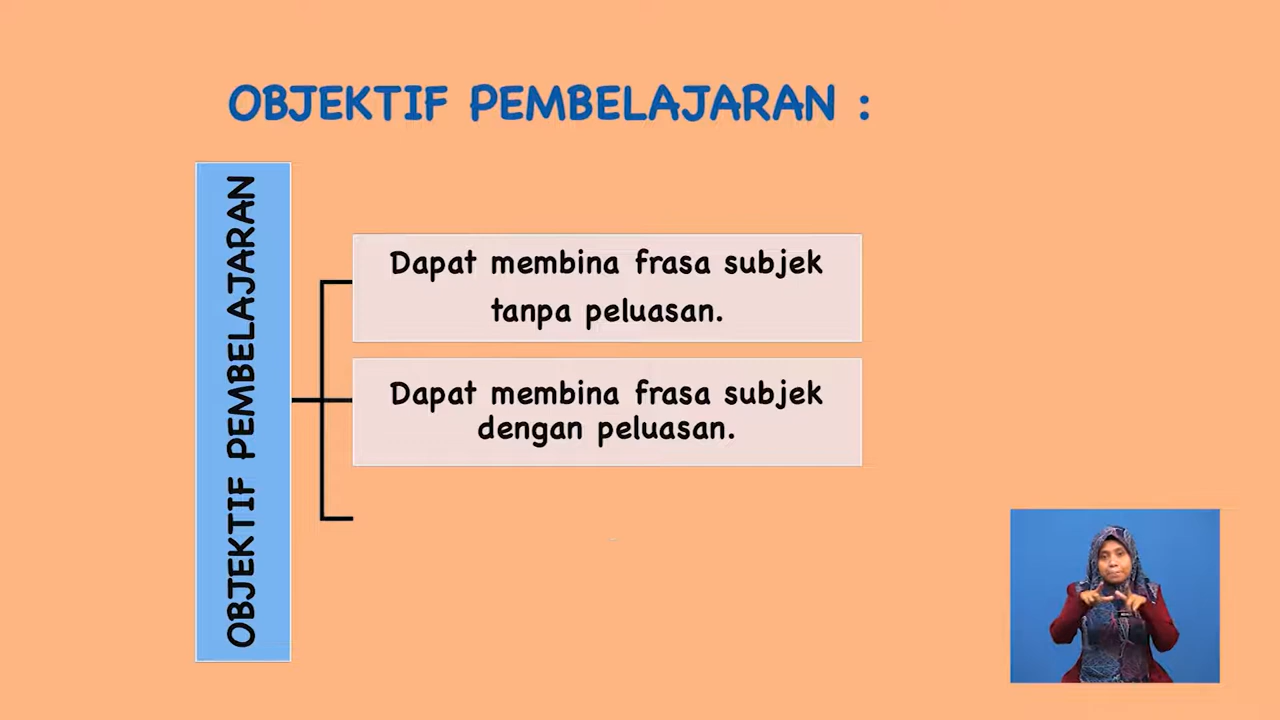 OBJEKTIF PEMBELAJARAN :
OBJEKTIF PEMBELAJARAN
Dapat membina frasa subjek
tanpa peluasan.
Dapat membina frasa subjek
dengan peluasan.